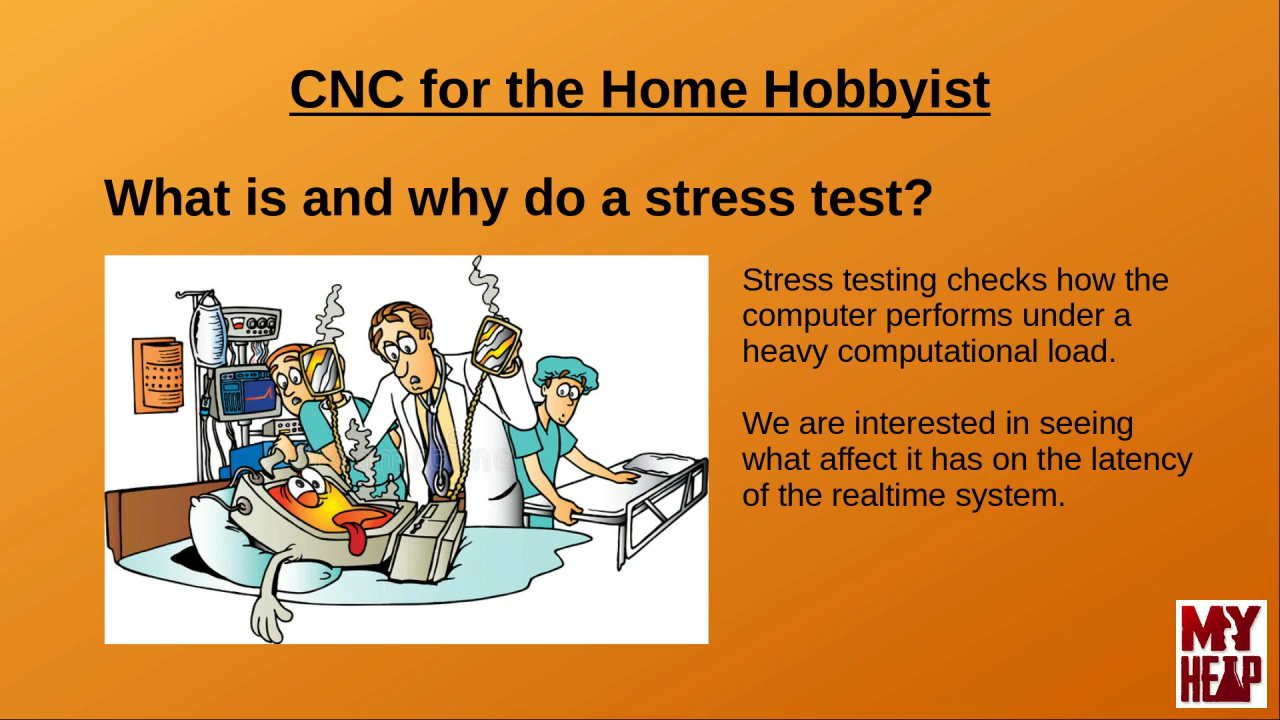 CNC for the Home Hobbyist
What is and why do a stress test?
Stress testing checks how the
computer performs under a
heavy computational load.
We are interested in seeing
what affect it has on the latency
of the realtime system.
MY
HEAP